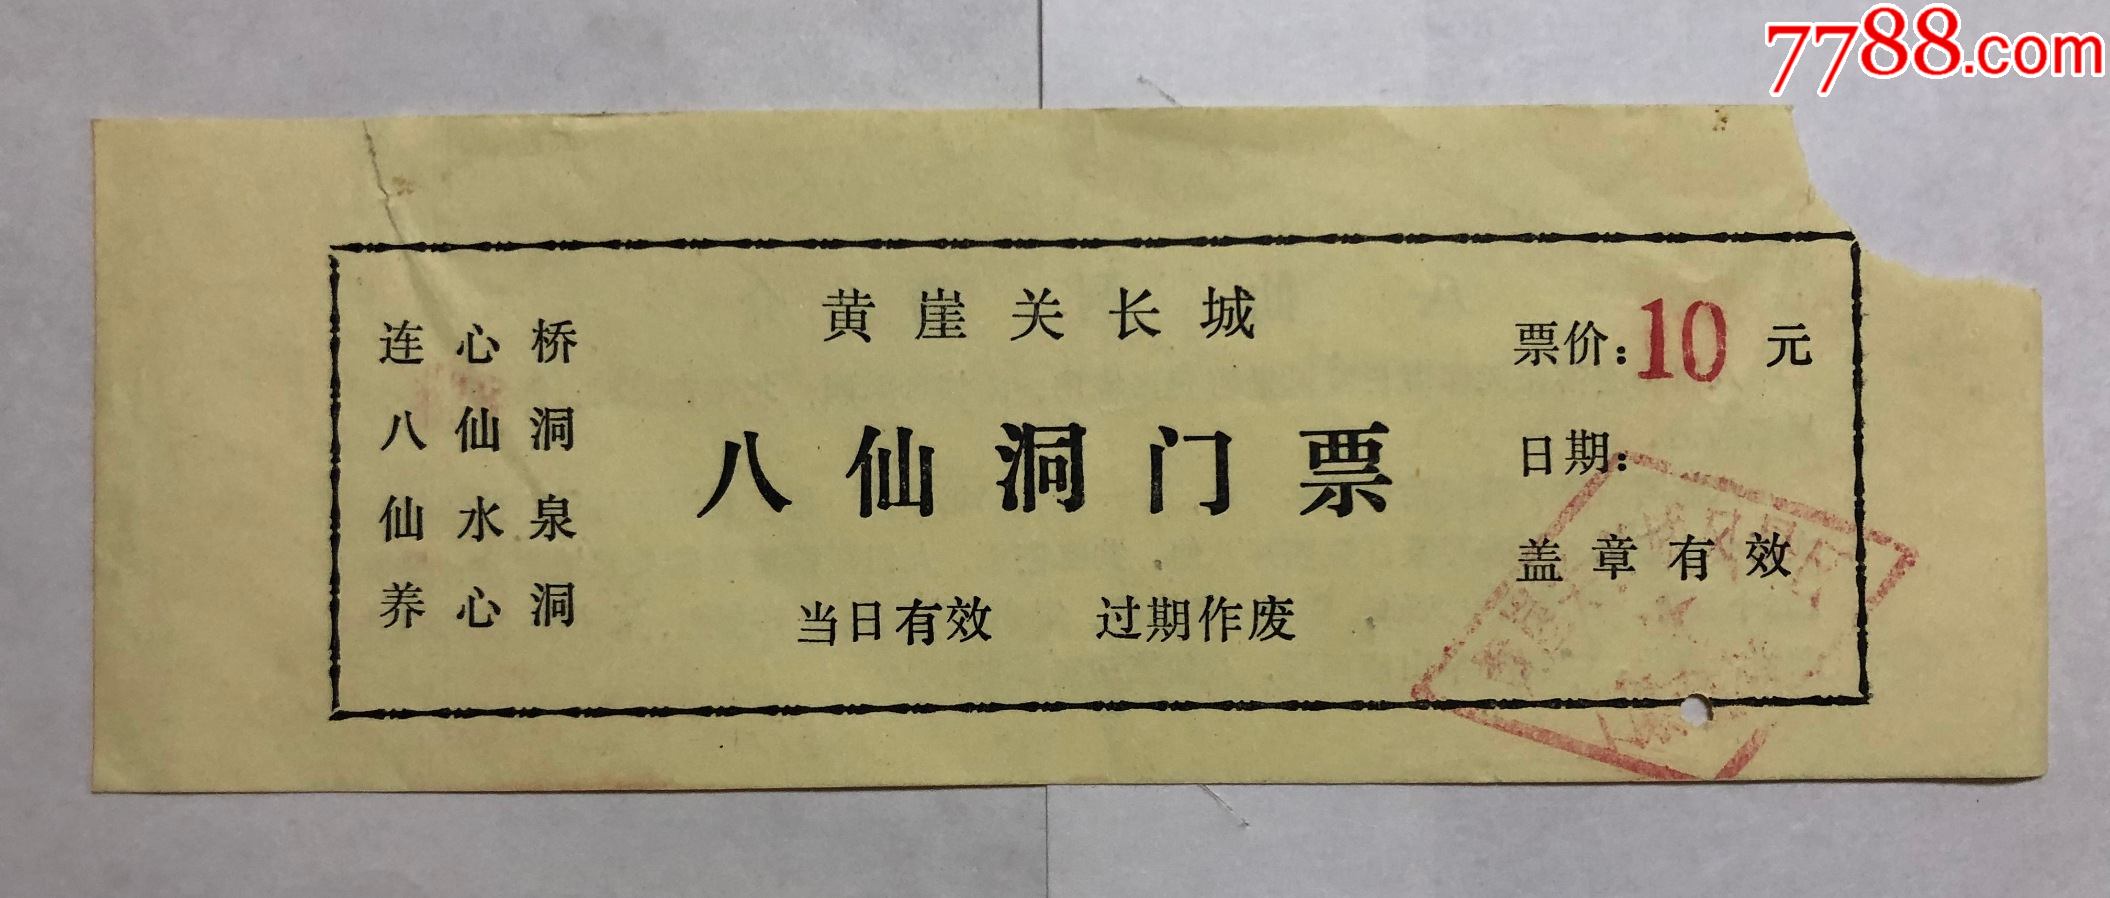 7788.com
黄崖关长城
八仙洞门票
当日有效 过期作废
连心桥
八仙洞
仙水泉
养心洞
票价:10元
日期:
盖章有效